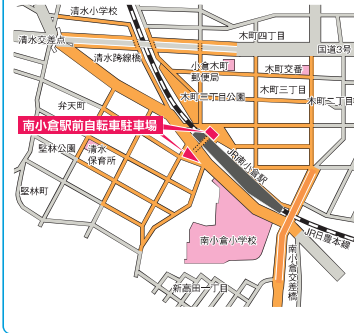 清水小学校
木町四丁目
清水交差点
国道3号
清水跨線橋
小倉木町
郵便局
木町交番
木町三丁目公園
木町三丁目
木町二丁目
弁天町
南小倉駅前自転車駐車場
竪林公園
清水
保育所
JR南小倉駅
竪林町
南小倉小学校
JR日豊本線
南小倉交差橋
新高田一丁目